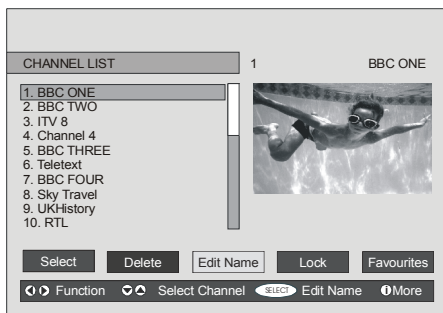 CHANNEL LIST 1 BBC ONE
1. BBC ONE
2. BBC TWO
3. ITV 8
4. Channel 4
5. BBC THREE
6. Teletext
7. BBC FOUR
8. Sky Travel
9. UKHistory
10. RTL
Select Delete Edit Name Lock Favourites
Function Select Channel SELECT Edit Name i More